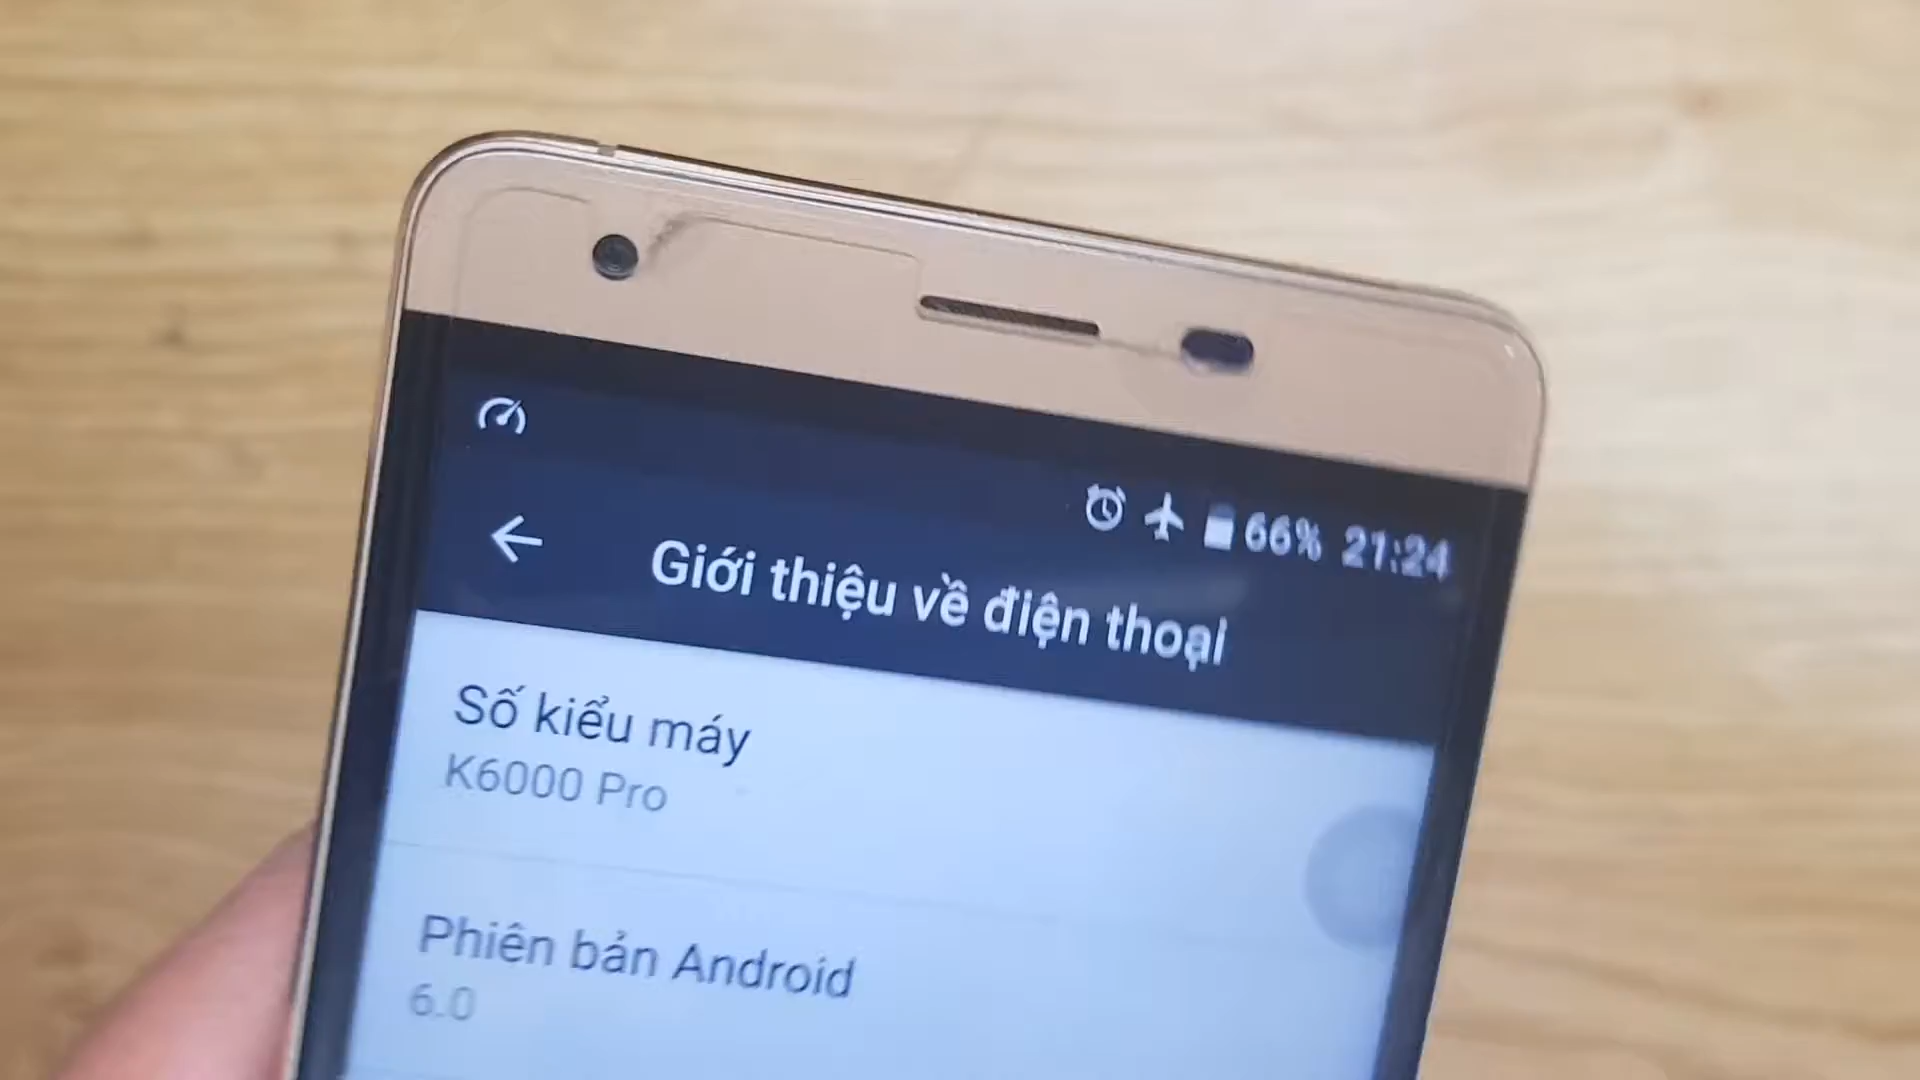 66% 21:24
Giới thiệu về điện thoại
Số kiểu máy
K6000 Pro
Phiên bản Android
6.0